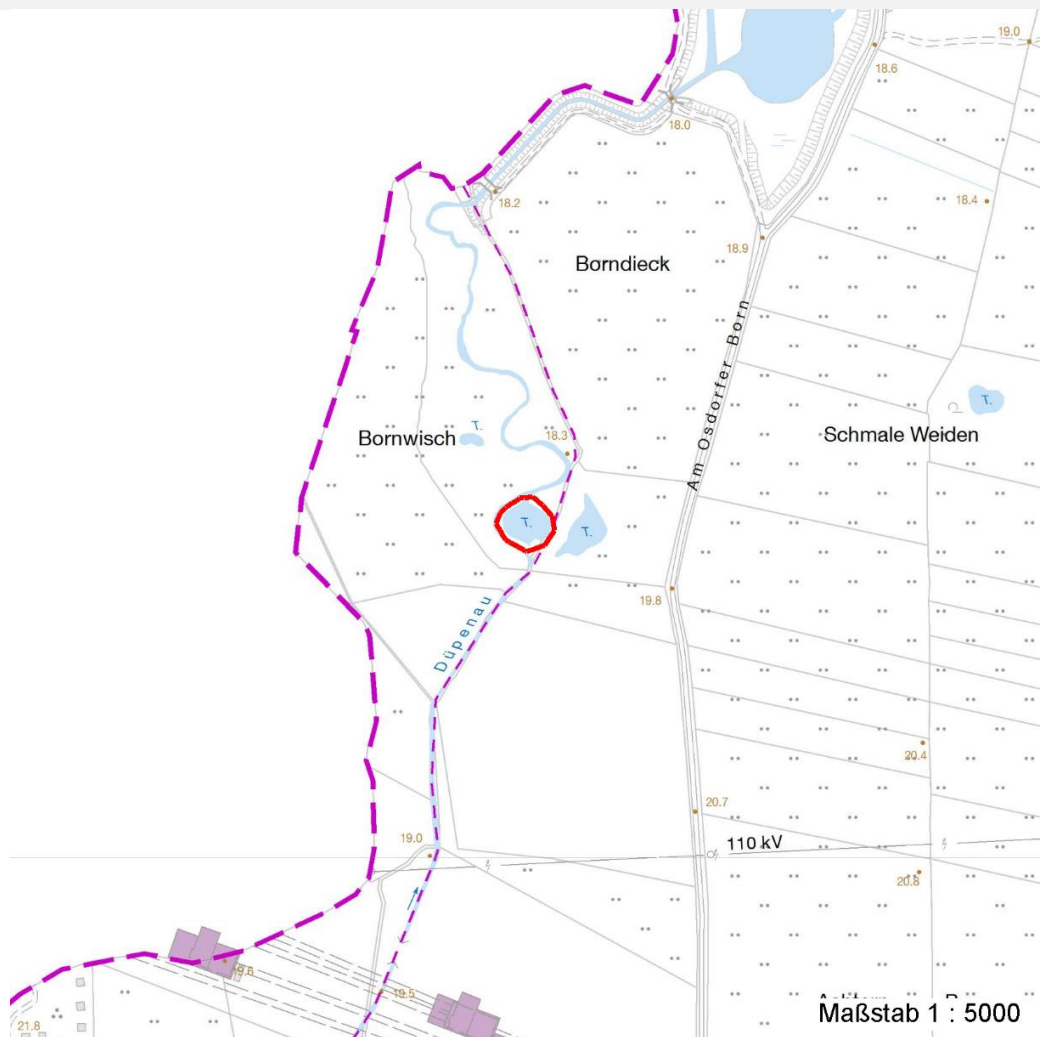 19.0
18.6
18.0
18.2
18.4
18.9
Borndieck
Am Osdorfer Born
T.
T.
Bornwisch
18.3
Schmale Weiden
T.
T.
19.8
Düpenau
20.4
20.7
19.0
110 kV
20.8
19.6
19.5
21.8
Maßstab 1 : 5000